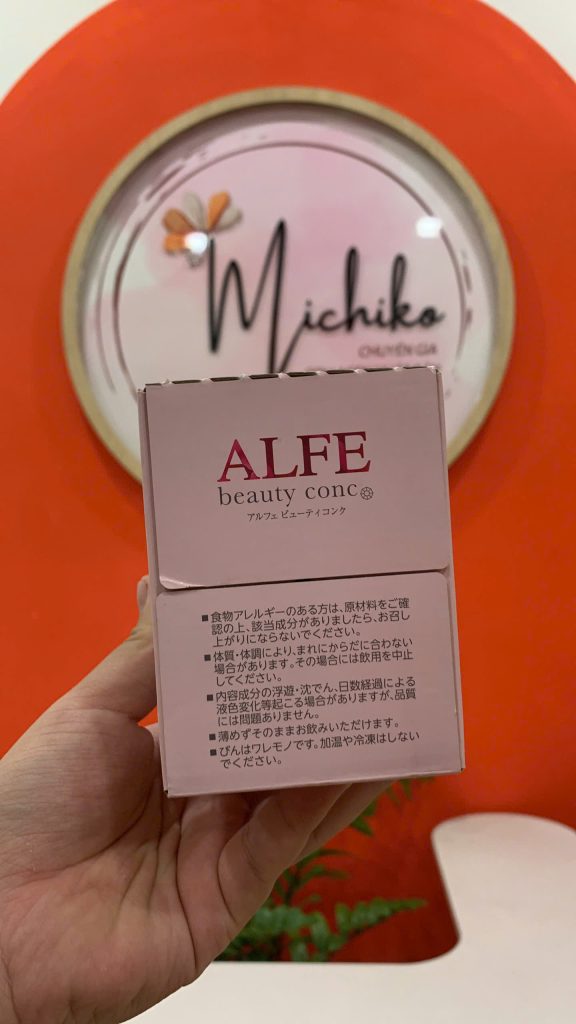 Michiko
CHUYÊN GIA
ALFE
beauty conc
アルフェ ビューティコンク
■食物アレルギーのある方は、原材料をご確
認の上、該当成分がありましたら、お召し
上がりにならないでください。
■体質・体調により、まれにからだに合わない
場合があります。その場合には飲用を中止
してください。
■内容成分の浮遊・沈でん、日数経過による
液色変化等起こる場合がありますが、品質
には問題ありません。
■薄めずそのままお飲みいただけます。
■びんはワレモノです。加温や冷凍はしない
でください。